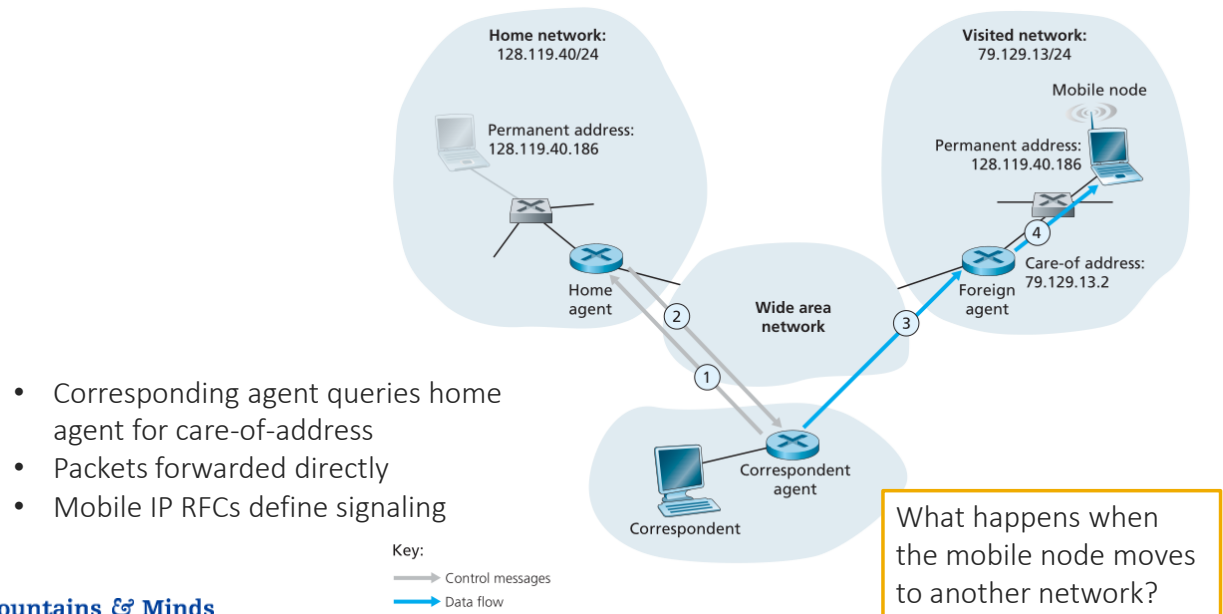 Home network:
128.119.40/24
Visited network:
79.129.13/24
Mobile node
Permanent address:
128.119.40.186
Permanent address:
128.119.40.186
4
Home
agent
Foreign
agent
Care-of address:
79.129.13.2
Wide area
network
2
3
1
• Corresponding agent queries home
agent for care-of-address
• Packets forwarded directly
• Mobile IP RFCs define signaling
Correspondent
agent
Correspondent
What happens when
the mobile node moves
to another network?
Key:
Control messages
Data flow
& Minds